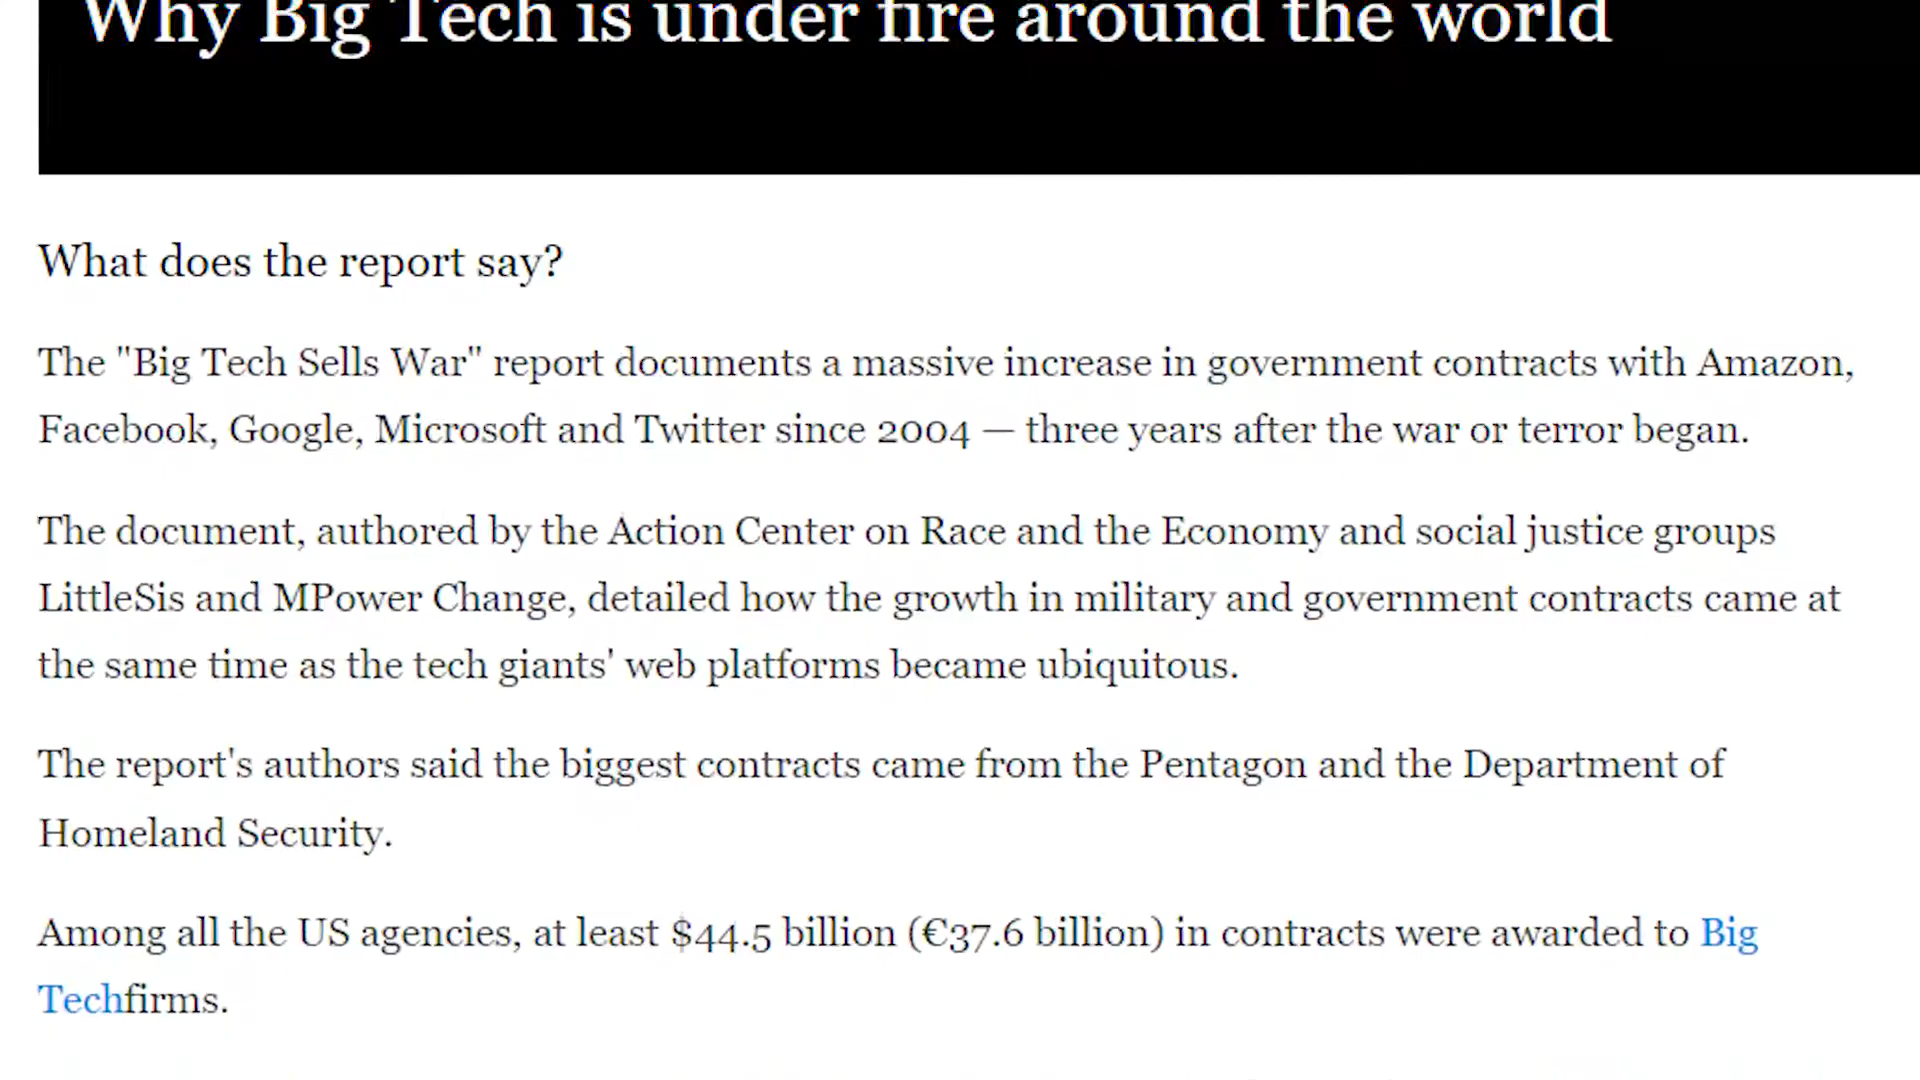 Why Big Tech is under fire around the world
What does the report say?
The "Big Tech Sells War" report documents a massive increase in government contracts with Amazon,
Facebook, Google, Microsoft and Twitter since 2004 — three years after the war or terror began.
The document, authored by the Action Center on Race and the Economy and social justice groups
LittleSis and MPower Change, detailed how the growth in military and government contracts came at
the same time as the tech giants' web platforms became ubiquitous.
The report's authors said the biggest contracts came from the Pentagon and the Department of
Homeland Security.
Among all the US agencies, at least $44.5 billion (€37.6 billion) in contracts were awarded to Big
Techfirms.